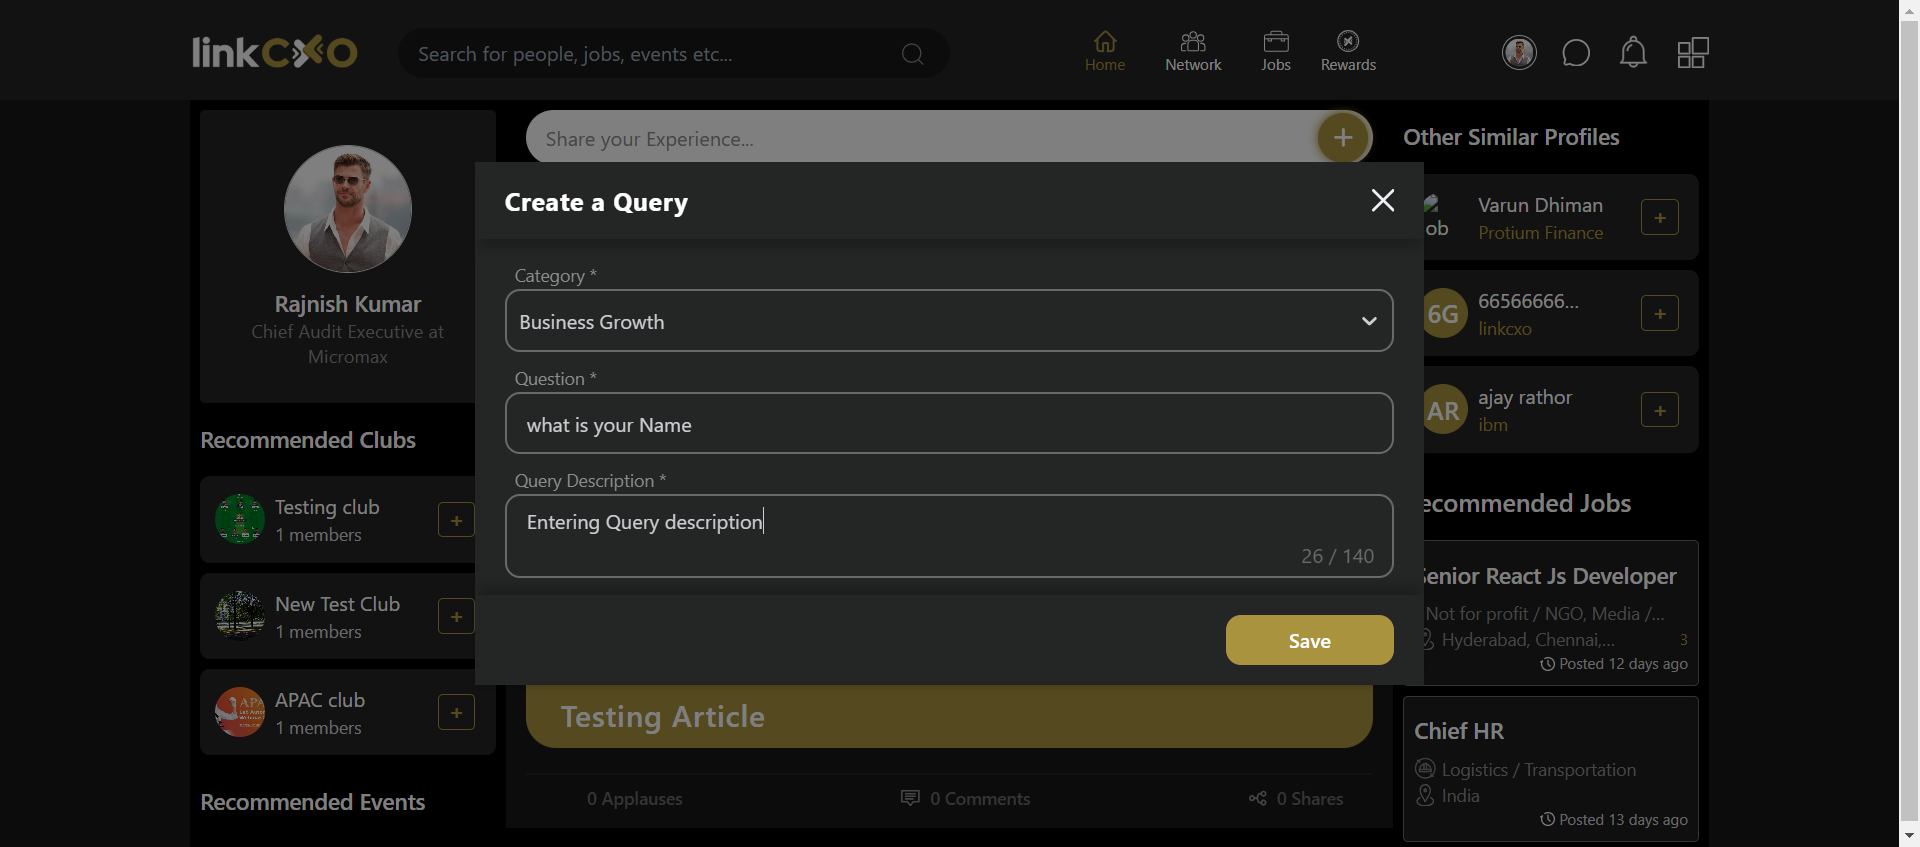 linkcxo
Search for people, jobs, events etc...
Home
Network
Jobs
Rewards
Rajnish Kumar
Chief Audit Executive at
Micromax
Recommended Clubs
Testing club
1 members
New Test Club
1 members
APAC club
1 members
Recommended Events
Share your Experience...
Create a Query
Category *
Business Growth
Question *
what is your Name
Query Description *
Entering Query description
26 / 140
Save
Testing Article
0 Applauses
0 Comments
0 Shares
Other Similar Profiles
ob
Varun Dhiman
Protium Finance
6G
66566666...
linkcxo
AR
ajay rathor
ibm
ecommended Jobs
Senior React Js Developer
Not for profit / NGO, Media /...
Hyderabad, Chennai,...
3
Posted 12 days ago
Chief HR
Logistics / Transportation
India
Posted 13 days ago